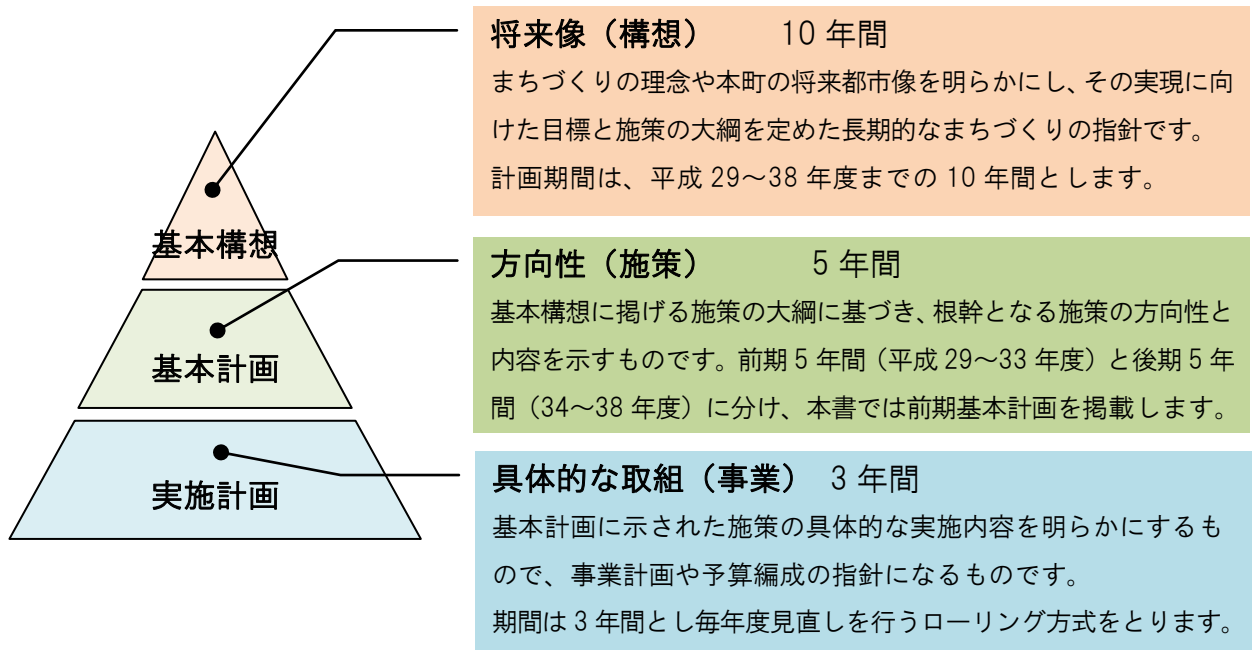 将来像（構想） 10年間
まちづくりの理念や本町の将来都市像を明らかにし、その実現に向
けた目標と施策の大綱を定めた長期的なまちづくりの指針です。
計画期間は、平成29～38年度までの10年間とします。
基本構想
方向性（施策） 5年間
基本構想に掲げる施策の大綱に基づき、根幹となる施策の方向性と
内容を示すものです。前期5年間（平成29～33年度）と後期5年
間（34～38年度）に分け、本書では前期基本計画を掲載します。
基本計画
具体的な取組（事業） 3年間
基本計画に示された施策の具体的な実施内容を明らかにするも
ので、事業計画や予算編成の指針になるものです。
期間は3年間とし毎年度見直しを行うローリング方式をとります。
実施計画